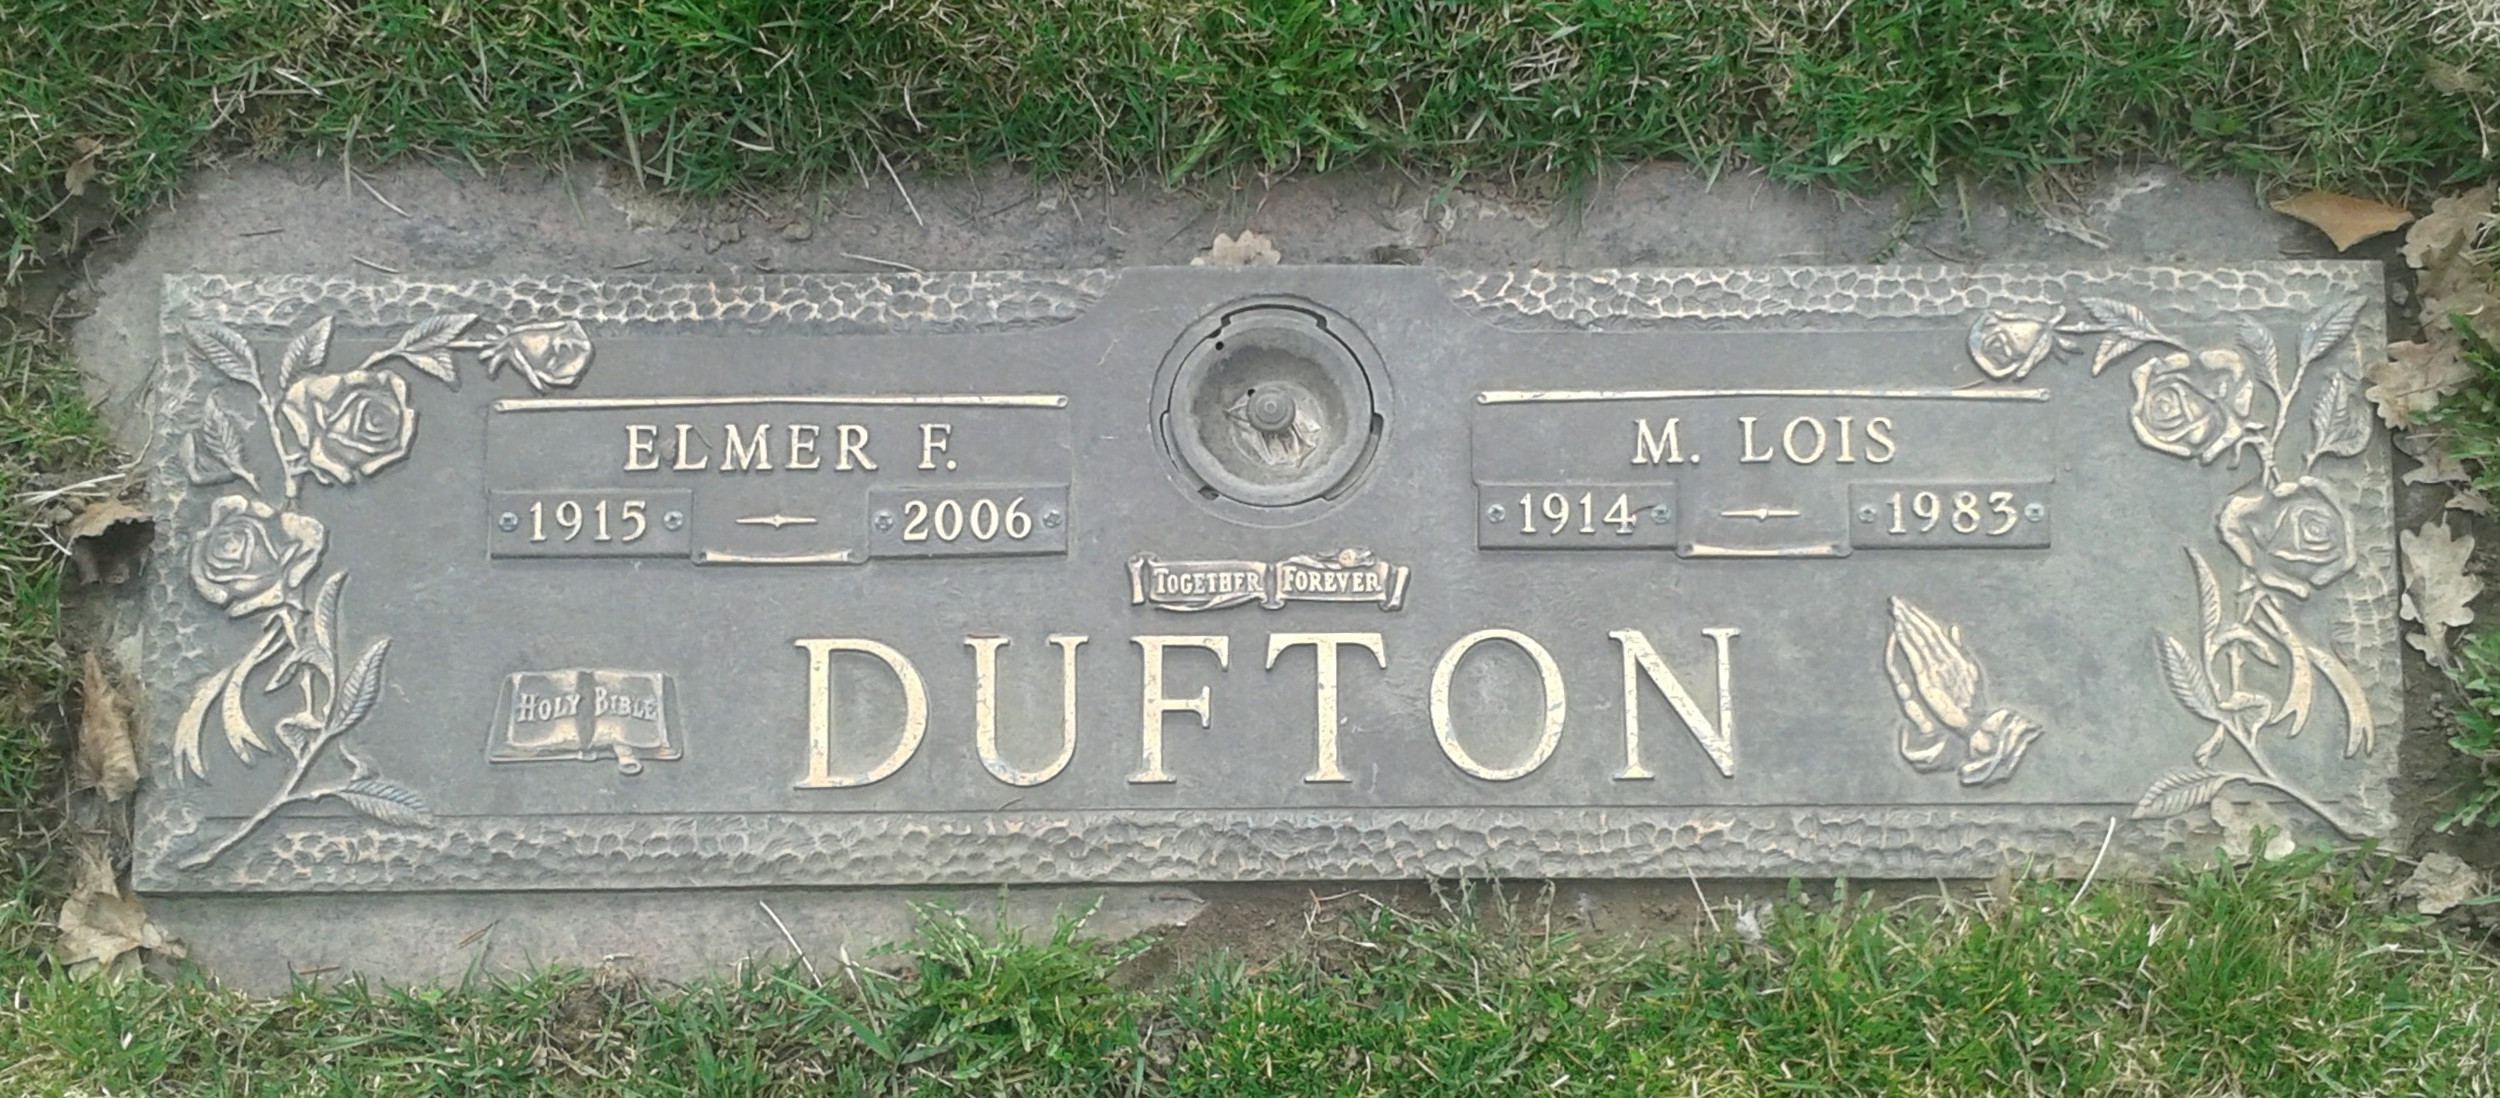 ELMER F.
1915 - 2006
M. LOIS
1914 - 1983
TOGETHER FOREVER
HOLY BIBLE
DUFTON